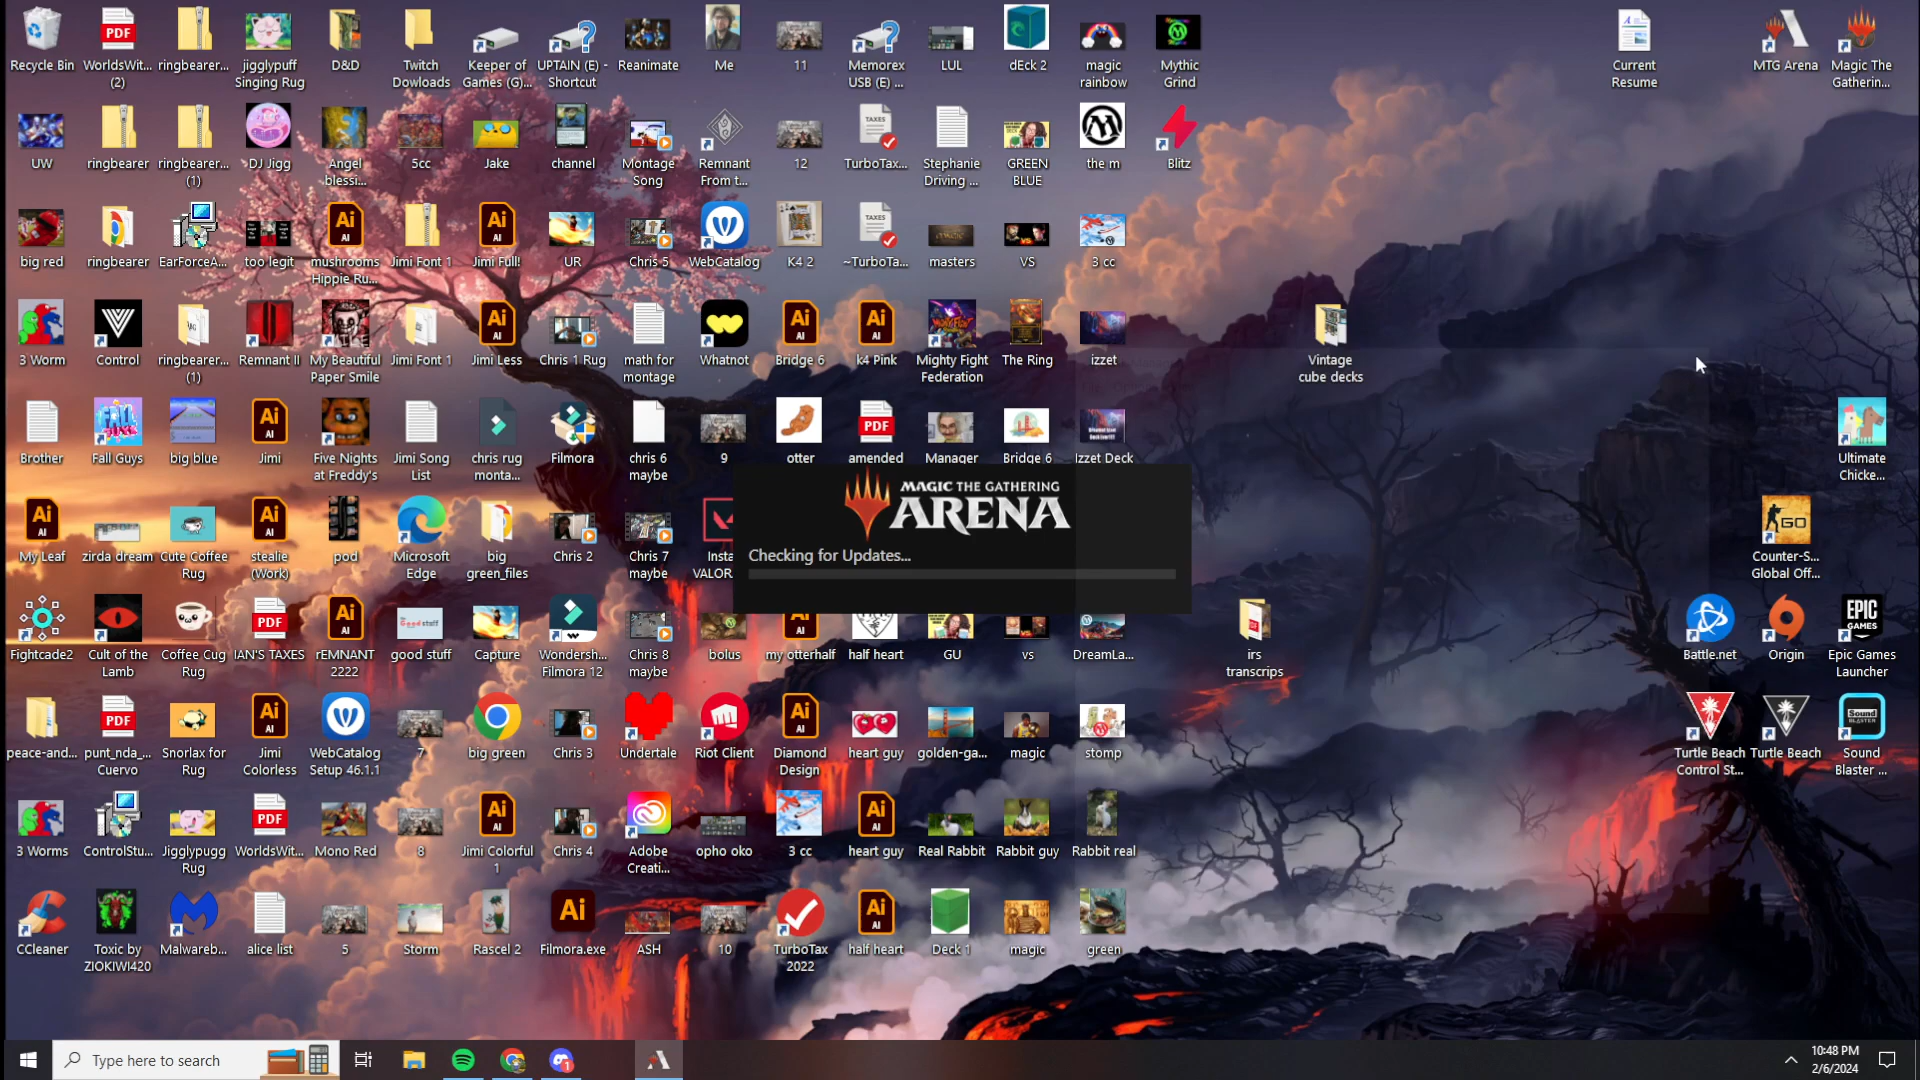 Recycle Bin
WorldsWit...
(2)
ringbearer...
jigglypuff
Singing Rug
D&D
Twitch
Dowloads
Keeper of
Games (G)...
UPTAIN (E) -
Shortcut
Reanimate
Me
11
Memorex
USB (E) ...
LUL
dEck 2
magic
rainbow
Mythic
Grind
Current
Resume
MTG Arena
Magic The
Gatherin...
UW
ringbearer
ringbearer...
(1)
DJ Jigg
Angel
blessi...
5cc
Jake
channel
Montage
Song
Remnant
From t...
12
TurboTax...
Stephanie
Driving ...
GREEN
BLUE
the m
Blitz
big red
ringbearer
EarForceA...
too legit
mushrooms
Hippie Ru...
Jimi Font 1
Jimi Full!
UR
Chris 5
WebCatalog
K4 2
~TurboTa...
masters
VS
3 cc
3 Worm
Control
ringbearer...
(1)
Remnant II
My Beautiful
Paper Smile
Jimi Font 1
Jimi Less
Chris 1 Rug
math for
montage
Whatnot
Bridge 6
k4 Pink
Mighty Fight
Federation
The Ring
izzet
Vintage
cube decks
Brother
Fall Guys
big blue
Jimi
Five Nights
at Freddy's
Jimi Song
List
chris rug
monta...
Filmora
chris 6
maybe
9
otter
amended
Manager
Bridge 6
Izzet Deck
Ultimate
Chicke...
MAGIC THE GATHERING
ARENA
Checking for Updates...
My Leaf
zirda dream
Cute Coffee
Rug
stealie
(Work)
pod
Microsoft
Edge
big
green_files
Chris 2
Chris 7
maybe
Insta
VALOR
Counter-S...
Global Off...
Fightcade2
Cult of the
Lamb
Coffee Cug
Rug
IAN'S TAXES
rEMNANT
2222
good stuff
Capture
Wondersh...
Filmora 12
Chris 8
maybe
bolus
my otterhalf
half heart
GU
vs
DreamLa...
irs
transcrips
Battle.net
Origin
Epic Games
Launcher
peace-and...
punt_nda_...
Cuervo
Snorlax for
Rug
Jimi
Colorless
WebCatalog
Setup 46.1.1
7
big green
Chris 3
Undertale
Riot Client
Diamond
Design
heart guy
golden-ga...
magic
stomp
Turtle Beach
Control St...
Turtle Beach
Sound
Blaster ...
3 Worms
ControlStu...
Jigglypugg
Rug
WorldsWit...
Mono Red
8
Jimi Colorful
1
Chris 4
Adobe
Creati...
opho oko
3 cc
heart guy
Real Rabbit
Rabbit guy
Rabbit real
CCleaner
Toxic by
ZIOKIWI420
Malwareb...
alice list
5
Storm
Rascel 2
Filmora.exe
ASH
10
TurboTax
2022
half heart
Deck 1
magic
green
Type here to search
10:48 PM
2/6/2024